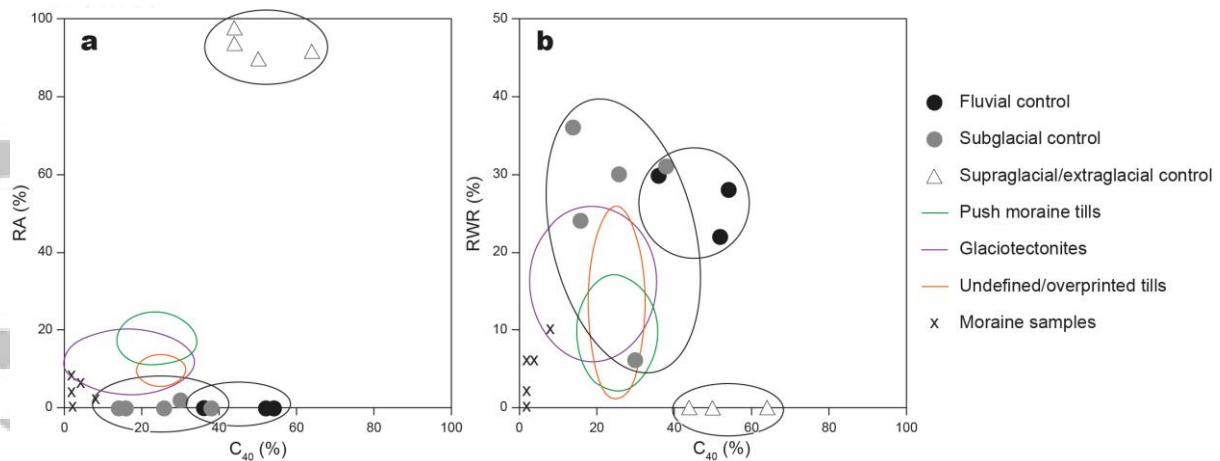 a
100
80
60
40
20
0
RA (%)
0 20 40 60 80 100
C40 (%)
b
50
40
30
20
10
0
RWR (%)
0 20 40 60 80 100
C40 (%)
Fluvial control
Subglacial control
Supraglacial/extraglacial control
Push moraine tills
Glaciotectonites
Undefined/overprinted tills
x Moraine samples